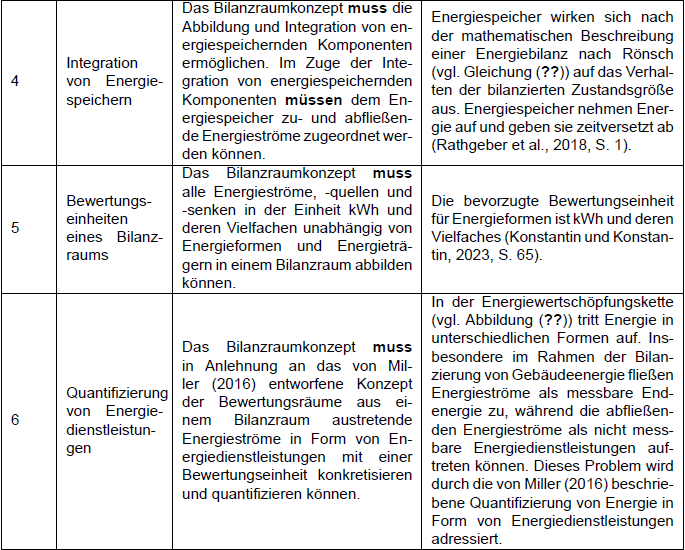 4
Integration
von Energie-
speichern
Das Bilanzraumkonzept muss die
Abbildung und Integration von en-
ergiespeichernden Komponenten
ermöglichen. Im Zuge der Inte-
gration von energiespeichernden
Komponenten müssen dem En-
ergiespeicher zu- und abfließen-
de Energieströme zugeordnet wer-
den können.
Energiespeicher wirken sich nach
der mathematischen Beschreibung
einer Energiebilanz nach Rönsch
(vgl. Gleichung (??)) auf das Verhal-
ten der bilanzierten Zustandsgröße
aus. Energiespeicher nehmen Ener-
gie auf und geben sie zeitversetzt ab
(Rathgeber et al., 2018, S. 1).
5
Bewertungs-
einheiten
eines Bilanz-
raums
Das Bilanzraumkonzept muss
alle Energieströme, -quellen und
-senken in der Einheit kWh und
deren Vielfachen unabhängig von
Energieformen und Energieträ-
gern in einem Bilanzraum abbilden
können.
Die bevorzugte Bewertungseinheit
für Energieformen ist kWh und deren
Vielfaches (Konstantin und Konstan-
tin, 2023, S. 65).
6
Quantifizierung
von Energie-
dienstleistun-
gen
Das Bilanzraumkonzept muss
in Anlehnung an das von Mil-
ler (2016) entworfene Konzept
der Bewertungsräume aus ei-
nem Bilanzraum austretende
Energieströme in Form von En-
ergiedienstleistungen mit einer
Bewertungseinheit konkretisieren
und quantifizieren können.
In der Energiewertschöpfungskette
(vgl. Abbildung (??)) tritt Energie in
unterschiedlichen Formen auf. Ins-
besondere im Rahmen der Bilan-
zierung von Gebäudeenergie fließen
Energieströme als messbare End-
energie zu, während die abfließen-
den Energieströme als nicht mess-
bare Energiedienstleistungen auf-
treten können. Dieses Problem wird
durch die von Miller (2016) beschrie-
bene Quantifizierung von Energie in
Form von Energiedienstleistungen
adressiert.